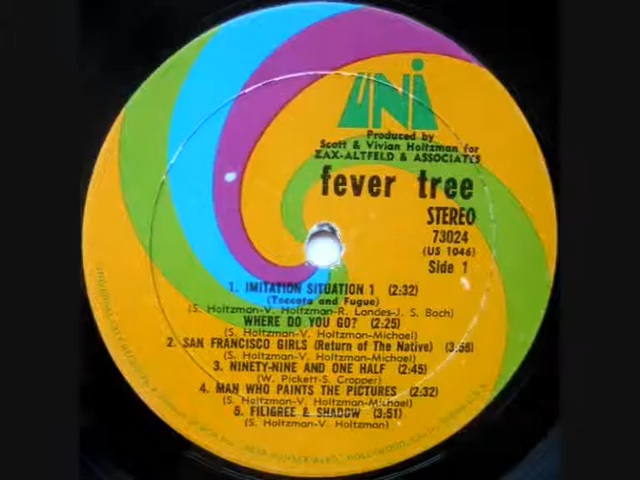 UNI
Produced by
Scott & Vivian Holtzman for
ZAX-ALTFELD & ASSOCIATES
fever tree
STEREO
73024
(US 1046)
Side 1
1. IMITATION SITUATION 1 (2:32)
(Toccata and Fugue)
(S. Holtzman-V. Holtzman-R. Landes-J. S. Bach)
WHERE DO YOU GO? (2:25)
(S. Holtzman-V. Holtzman-Michael)
2. SAN FRANCISCO GIRLS (Return of The Native) (3:58)
(S. Holtzman-V. Holtzman-Michael)
3. NINETY-NINE AND ONE HALF (2:45)
(W. Pickett-S. Cropper)
4. MAN WHO PAINTS THE PICTURES (2:32)
(S. Holtzman-V. Holtzman-Michael)
5. FILIGREE & SHADOW (3:51)
(S. Holtzman-V. Holtzman)